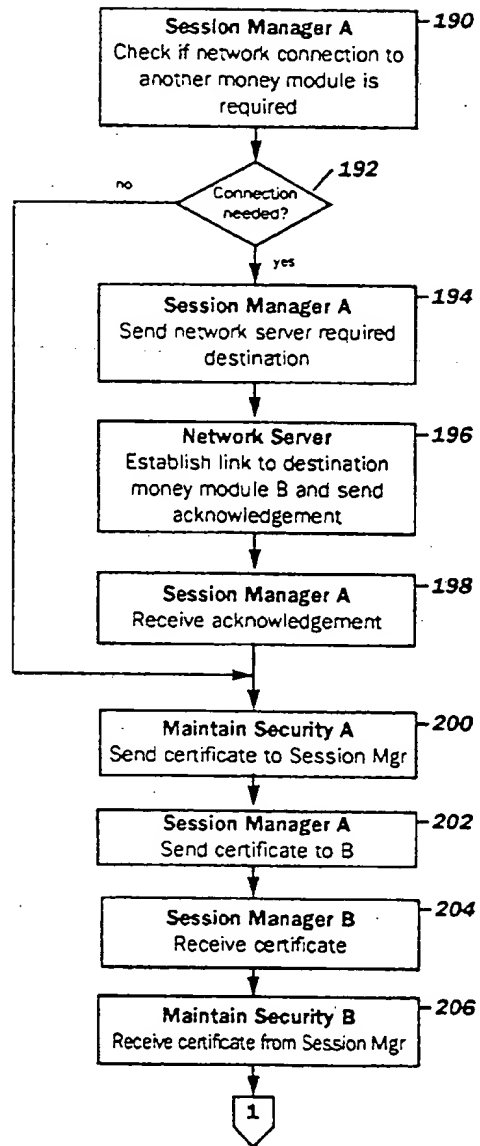 Session Manager A
Check if network connection to
another money module is
required
190
Connection
needed?
192
no
yes
Session Manager A
Send network server required
destination
194
Network Server
Establish link to destination
money module B and send
acknowledgement
196
Session Manager A
Receive acknowledgement
198
Maintain Security A
Send certificate to Session Mgr
200
Session Manager A
Send certificate to B
202
Session Manager B
Receive certificate
204
Maintain Security B
Receive certificate from Session Mgr
206
1